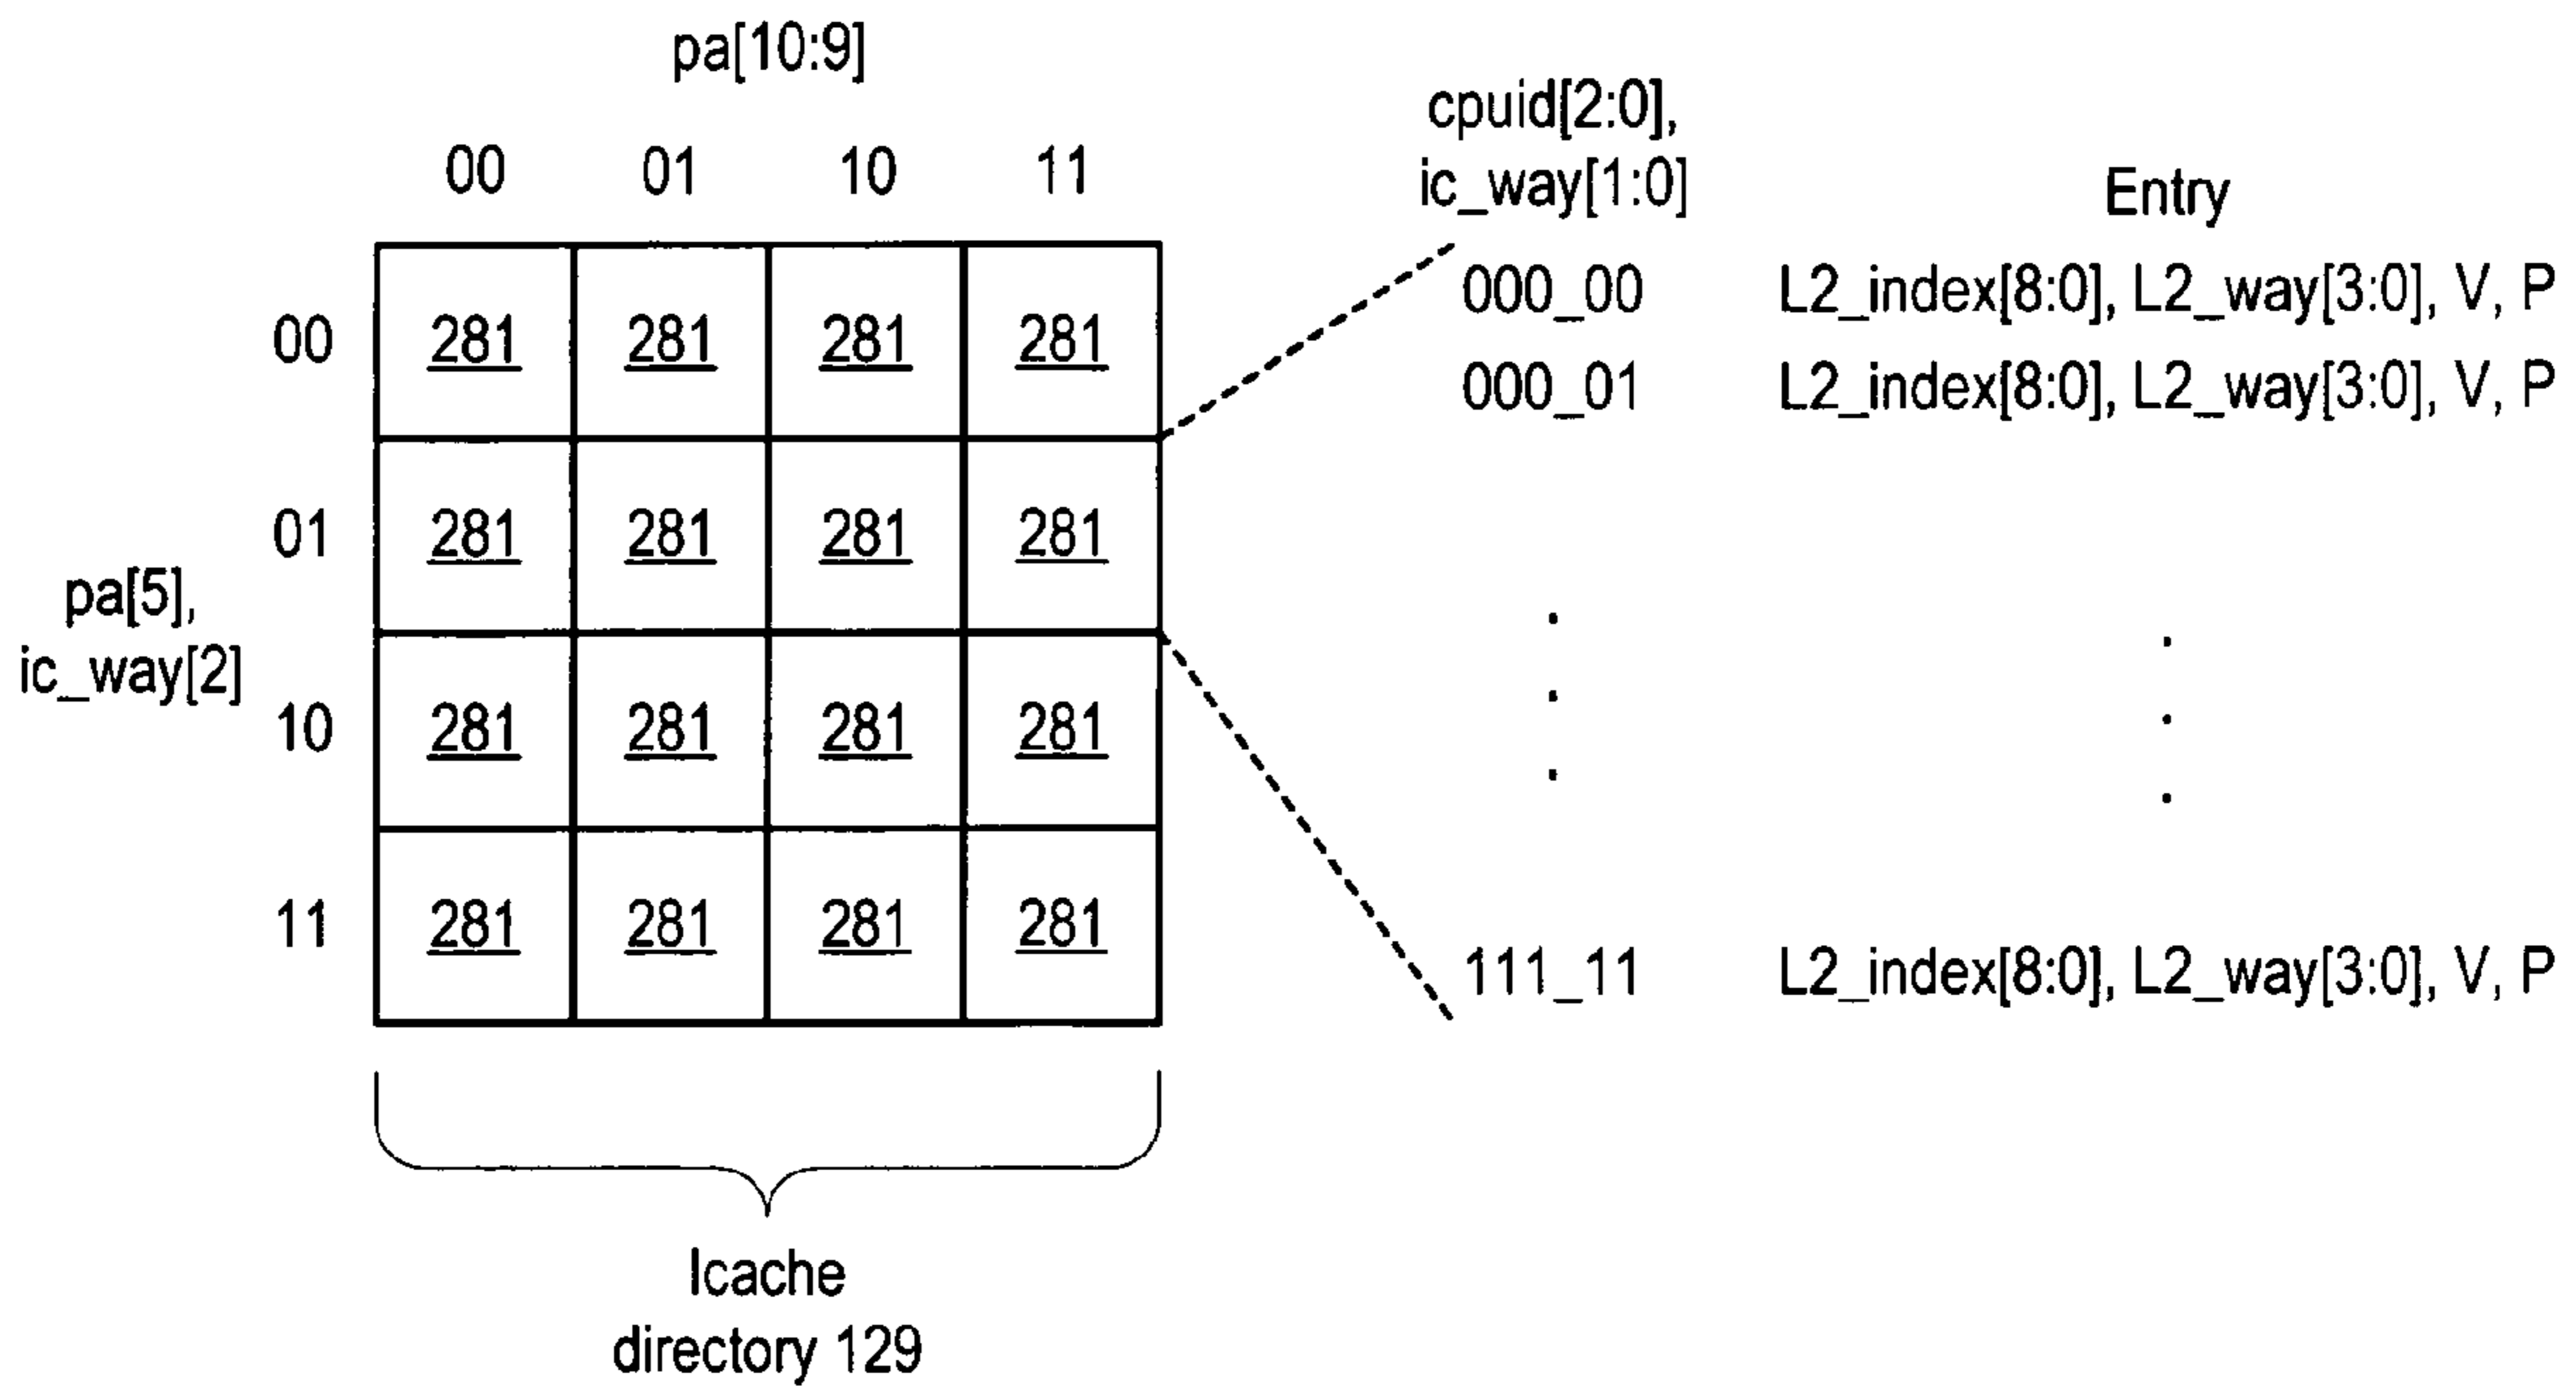 pa[10:9]
cpuid[2:0],
ic_way[1:0]
Entry
00 01 10 11
00 281 281 281 281
01 281 281 281 281
10 281 281 281 281
11 281 281 281 281
pa[5],
ic_way[2]
000_00 L2_index[8:0], L2_way[3:0], V, P
000_01 L2_index[8:0], L2_way[3:0], V, P
111_11 L2_index[8:0], L2_way[3:0], V, P
Icache
directory 129